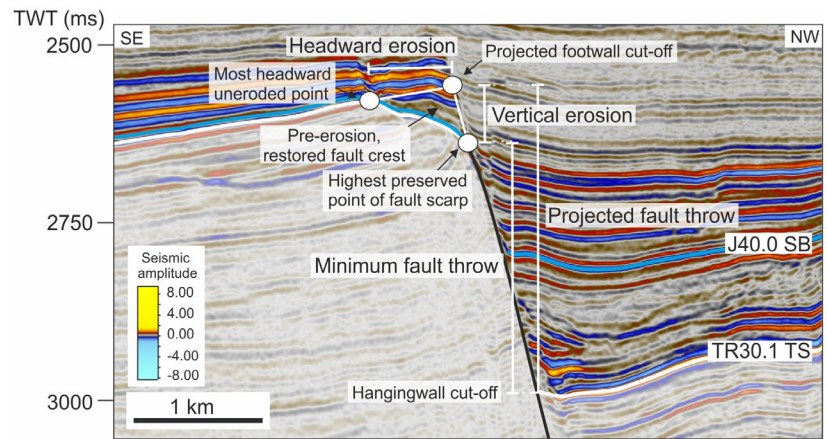 TWT (ms)
2500
2750
3000
SE
NW
Headward erosion
Projected footwall cut-off
Most headward
uneroded point
Vertical erosion
Pre-erosion,
restored fault crest
Highest preserved
point of fault scarp
Projected fault throw
J40.0 SB
Minimum fault throw
Seismic
amplitude
8.00
4.00
0.00
-4.00
-8.00
TR30.1 TS
Hangingwall cut-off
1 km